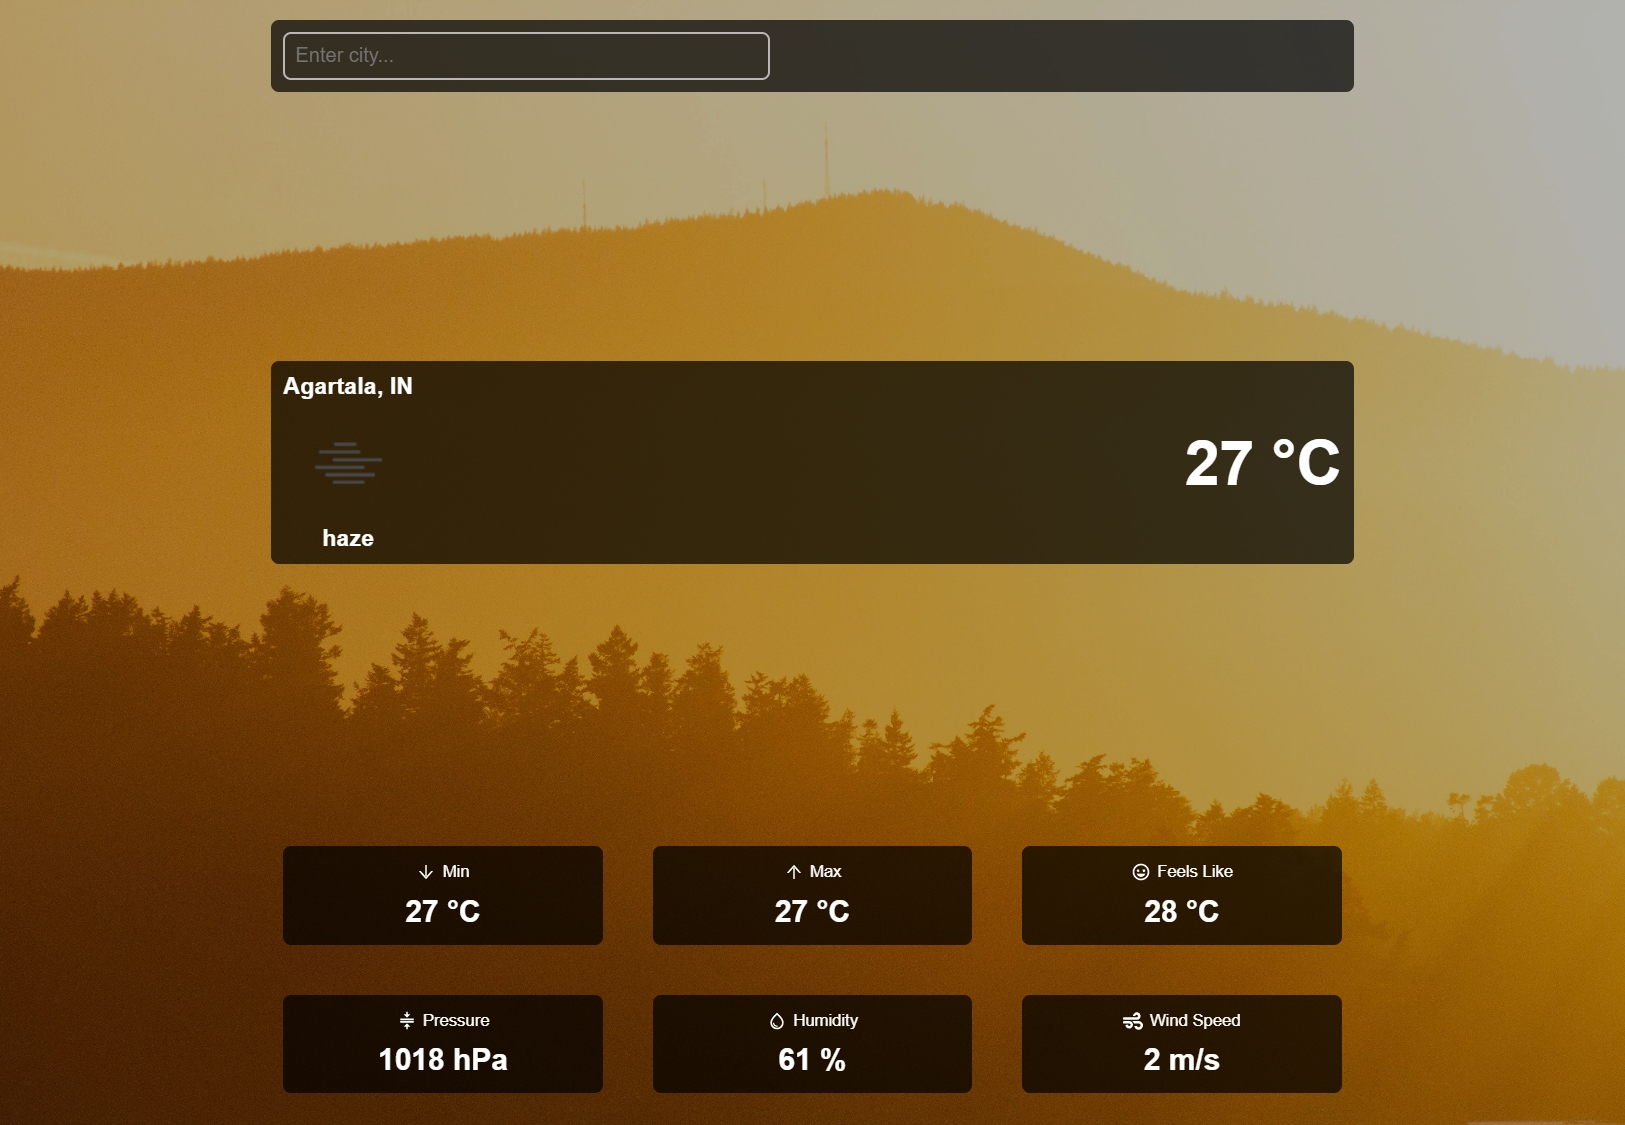 Enter city...
Agartala, IN
27 °C
haze
Min
27 °C
Max
27 °C
Feels Like
28 °C
Pressure
1018 hPa
Humidity
61 %
Wind Speed
2 m/s